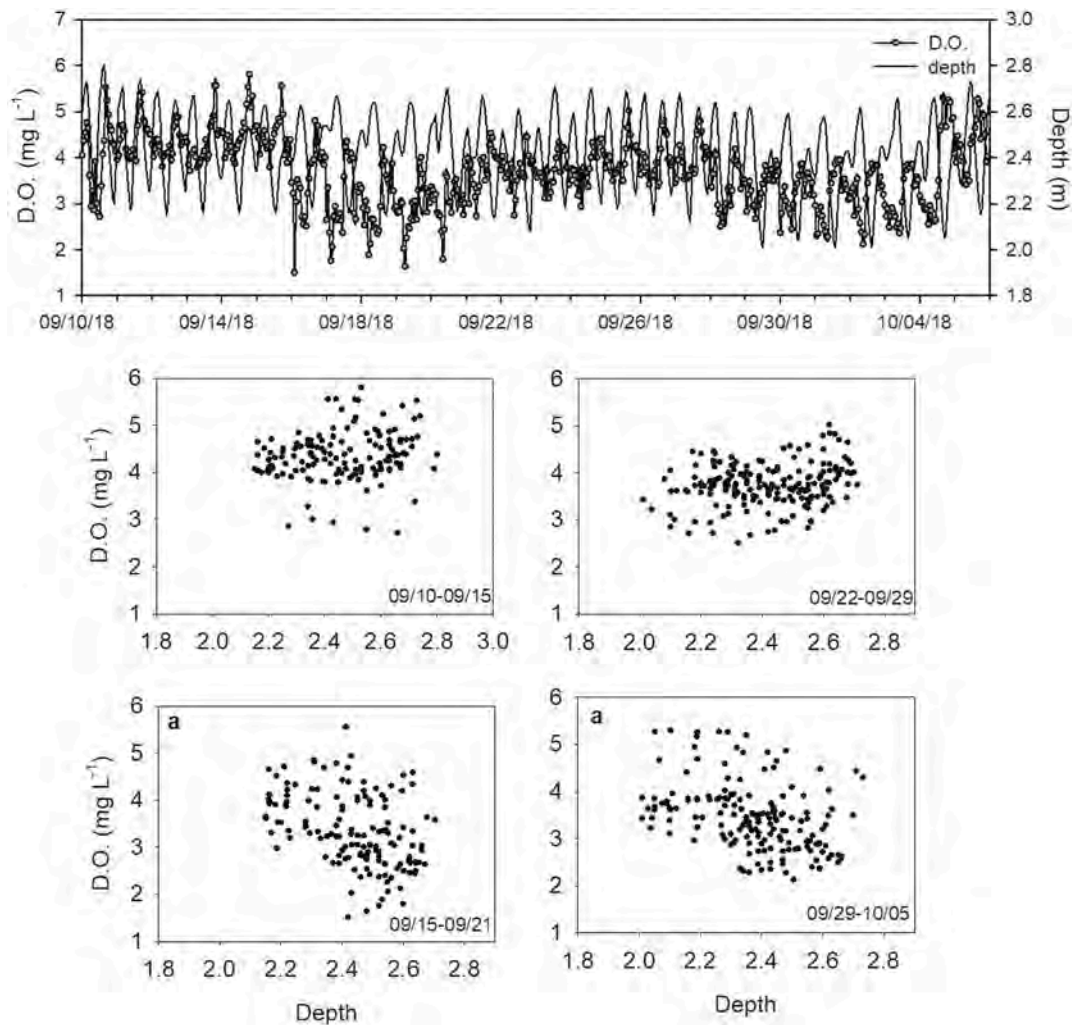 D.O. (mg L⁻¹)
7
6
5
4
3
2
1
D.O.
depth
3.0
2.8
2.6
2.4
2.2
2.0
1.8
Depth (m)
09/10/18 09/14/18 09/18/18 09/22/18 09/26/18 09/30/18 10/04/18
D.O. (mg L⁻¹)
6
5
4
3
2
1
09/10-09/15
1.8 2.0 2.2 2.4 2.6 2.8 3.0
6
5
4
3
2
1
09/22-09/29
1.8 2.0 2.2 2.4 2.6 2.8
D.O. (mg L⁻¹)
6
5
4
3
2
1
a
09/15-09/21
1.8 2.0 2.2 2.4 2.6 2.8
Depth
6
5
4
3
2
1
a
09/29-10/05
1.8 2.0 2.2 2.4 2.6 2.8
Depth